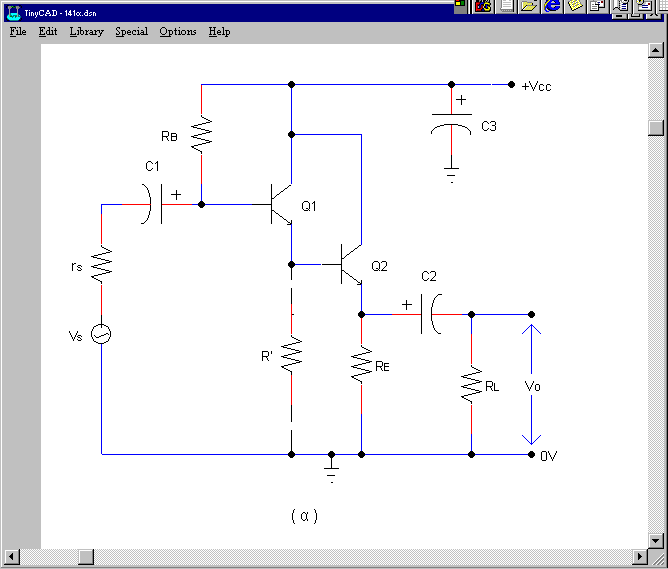 TinyCAD - 141α.dsn
File Edit Library Special Options Help
+Vcc
+
C3
RB
C1
+
Q1
rs
Q2
C2
+
Vs
R'
RE
RL
Vo
0V
( α )